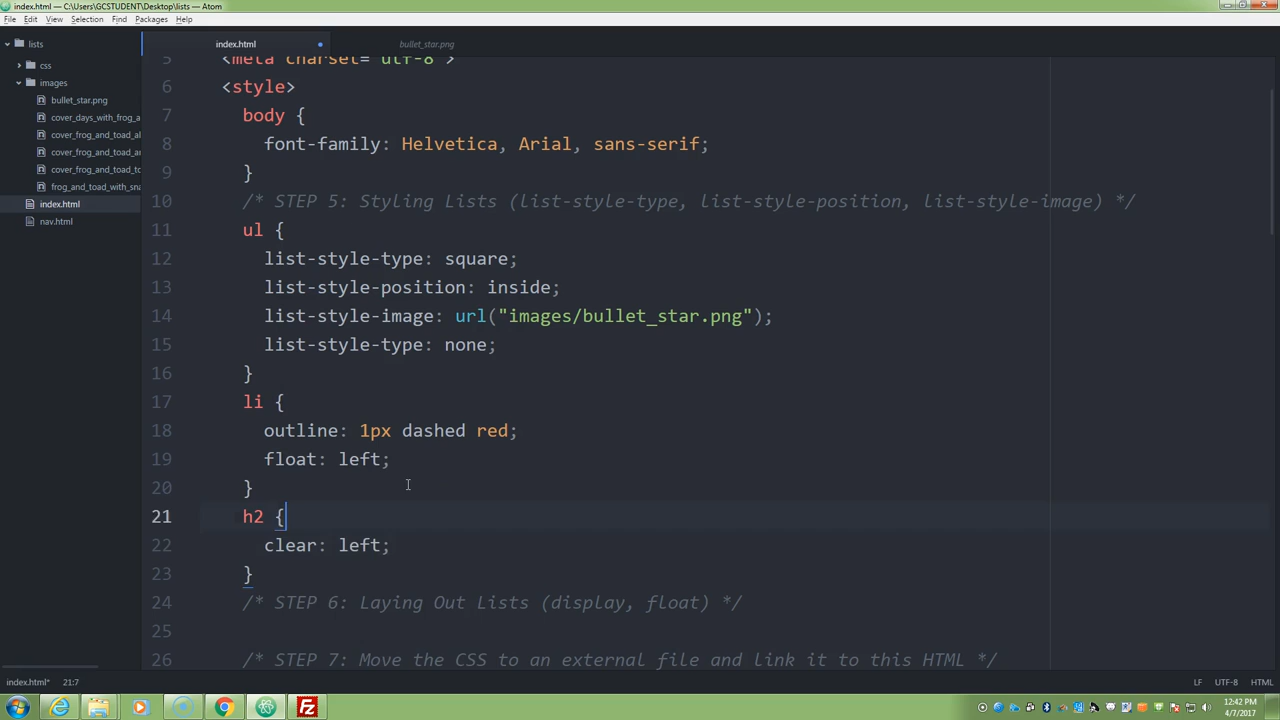 index.html — C:\Users\GCSTUDENT\Desktop\lists — Atom
File Edit View Selection Find Packages Help
lists
css
images
bullet_star.png
cover_days_with_frog_a
cover_frog_and_toad_al
cover_frog_and_toad_ar
cover_frog_and_toad_to
frog_and_toad_with_sna
index.html
nav.html
index.html bullet_star.png
5 <meta charset="utf-8">
6 <style>
7 body {
8 font-family: Helvetica, Arial, sans-serif;
9 }
10 /* STEP 5: Styling Lists (list-style-type, list-style-position, list-style-image) */
11 ul {
12 list-style-type: square;
13 list-style-position: inside;
14 list-style-image: url("images/bullet_star.png");
15 list-style-type: none;
16 }
17 li {
18 outline: 1px dashed red;
19 float: left;
20 }
21 h2 {
22 clear: left;
23 }
24 /* STEP 6: Laying Out Lists (display, float) */
25
26 /* STEP 7: Move the CSS to an external file and link it to this HTML */
index.html* 21:7 LF UTF-8 HTML
12:42 PM
4/7/2017